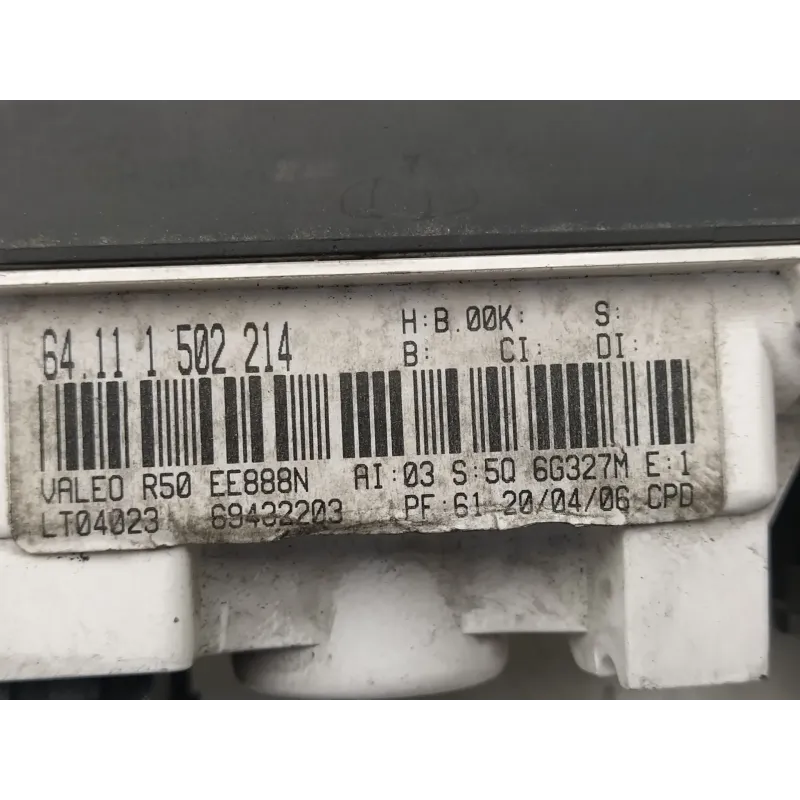 64.11 1 502 214
H:B.00K: S:
B: CI: DI:
VALEO R50 EE888N AI:03 S:5Q 6G327M E:1
LT04023 69432203 PF:61 20/04/06 CPD